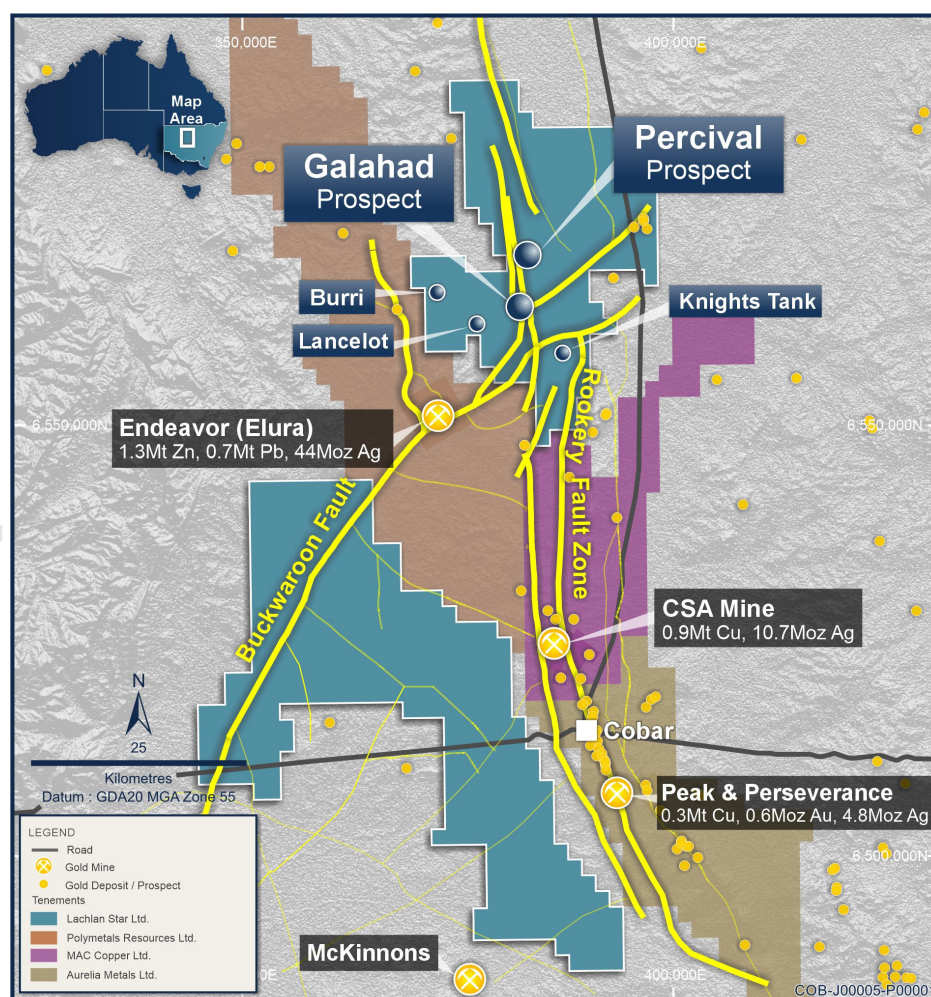 350,000E
400,000E
Map
Area
Percival
Prospect
Galahad
Prospect
Burri
Lancelot
Knights Tank
Rookery Fault Zone
6,550,000N
6,550,000N
Endeavor (Elura)
1.3Mt Zn, 0.7Mt Pb, 44Moz Ag
Buckwaroon Fault
CSA Mine
0.9Mt Cu, 10.7Moz Ag
N
25
Kilometres
Datum : GDA20 MGA Zone 55
Cobar
Peak & Perseverance
0.3Mt Cu, 0.6Moz Au, 4.8Moz Ag
6,500,000N
LEGEND
Road
Gold Mine
Gold Deposit / Prospect
Tenements
Lachlan Star Ltd.
Polymetals Resources Ltd.
MAC Copper Ltd.
Aurelia Metals Ltd.
McKinnons
400,000E